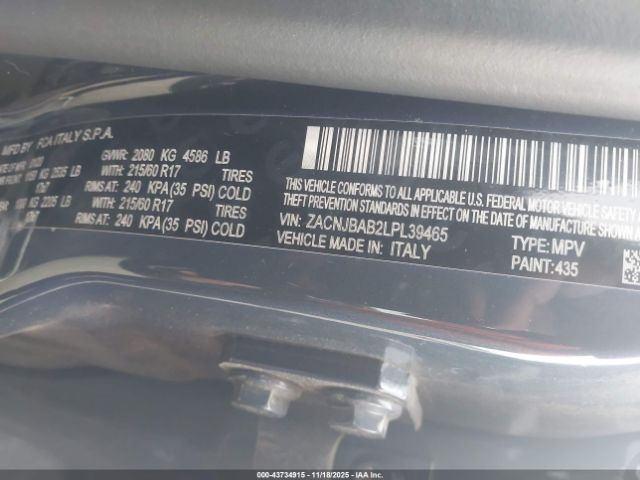 MFD BY FCA ITALY S.P.A.
GVWR: 2080 KG 4586 LB
LB WITH: 215/60 R17 TIRES
RIMS AT: 240 KPA(35 PSI) COLD
LB WITH: 215/60 R17 TIRES
RIMS AT: 240 KPA(35 PSI) COLD
THIS VEHICLE CONFORMS TO ALL APPLICABLE
U.S. FEDERAL MOTOR VEHICLE SAFETY
THEFT PREVENTION STANDARDS IN EFFECT ON THE
DATE OF MANUFACTURE SHOWN
VIN: ZACNJBAB2LPL39465 TYPE: MPV
VEHICLE MADE IN ITALY PAINT: 435
000-43734915 - 11/18/2025 - Copyright IAA Inc.